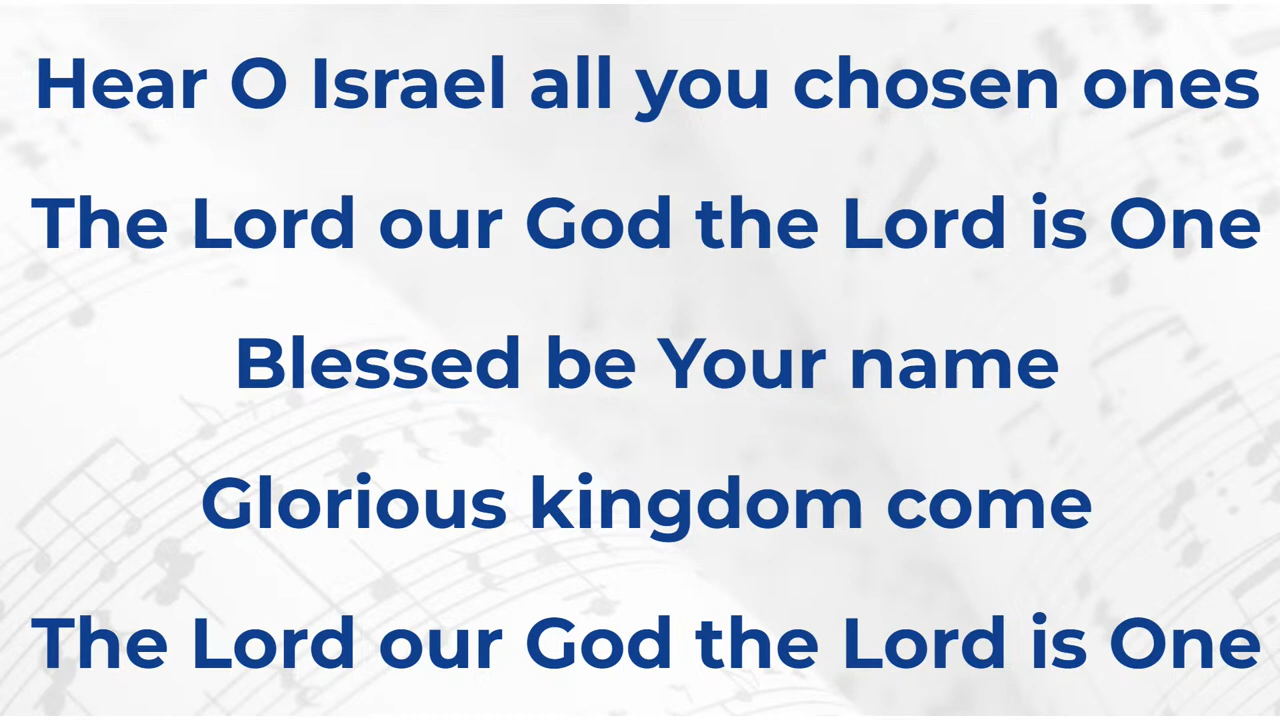 Hear O Israel all you chosen ones
The Lord our God the Lord is One
Blessed be Your name
Glorious kingdom come
The Lord our God the Lord is One